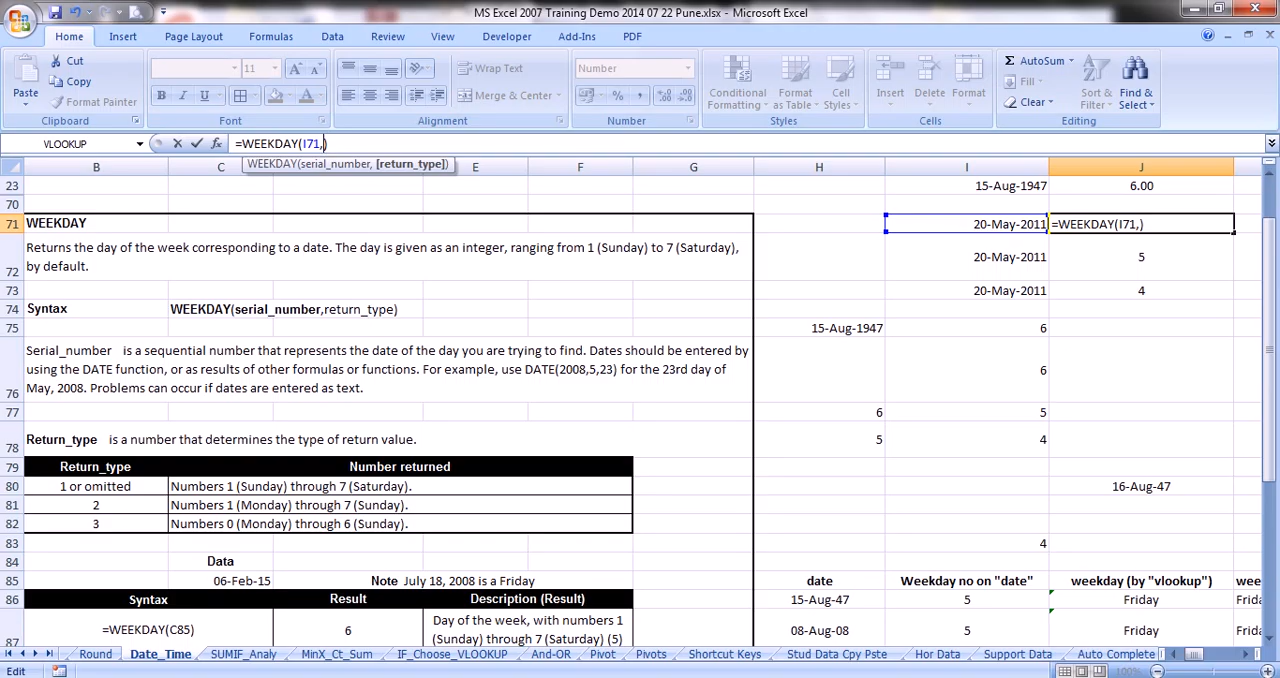 MS Excel 2007 Training Demo 2014 07 22 Pune.xlsx - Microsoft Excel
Home Insert Page Layout Formulas Data Review View Developer Add-Ins PDF
Paste
Cut
Copy
Format Painter
Clipboard
11
B I U
Font
Wrap Text
Merge & Center
Alignment
Number
Number
Conditional Formatting
Format as Table
Cell Styles
Styles
Insert Delete Format
Cells
AutoSum
Fill
Clear
Sort & Filter
Find & Select
Editing
VLOOKUP =WEEKDAY(I71,)
WEEKDAY(serial_number, [return_type])
B C E F G H I J
23 15-Aug-1947 6.00
70
71 WEEKDAY 20-May-2011 =WEEKDAY(I71,)
Returns the day of the week corresponding to a date. The day is given as an integer, ranging from 1 (Sunday) to 7 (Saturday),
72 by default. 20-May-2011 5
73 20-May-2011 4
74 Syntax WEEKDAY(serial_number,return_type)
75 15-Aug-1947 6
Serial_number is a sequential number that represents the date of the day you are trying to find. Dates should be entered by
using the DATE function, or as results of other formulas or functions. For example, use DATE(2008,5,23) for the 23rd day of
76 May, 2008. Problems can occur if dates are entered as text. 6
77 6 5
78 Return_type is a number that determines the type of return value. 5 4
79 Return_type Number returned
80 1 or omitted Numbers 1 (Sunday) through 7 (Saturday). 16-Aug-47
81 2 Numbers 1 (Monday) through 7 (Sunday).
82 3 Numbers 0 (Monday) through 6 (Sunday).
83 4
84 Data
85 06-Feb-15 Note July 18, 2008 is a Friday date Weekday no on "date" weekday (by "vlookup") wee
86 Syntax Result Description (Result) 15-Aug-47 5 Friday Frida
87 =WEEKDAY(C85) 6 Day of the week, with numbers 1 08-Aug-08 5 Friday Frida
(Sunday) through 7 (Saturday) (5)
Round Date_Time SUMIF_Analy MinX_Ct_Sum IF_Choose_VLOOKUP And-OR Pivot Pivots Shortcut Keys Stud Data Cpy Pste Hor Data Support Data Auto Complete
Edit 100%